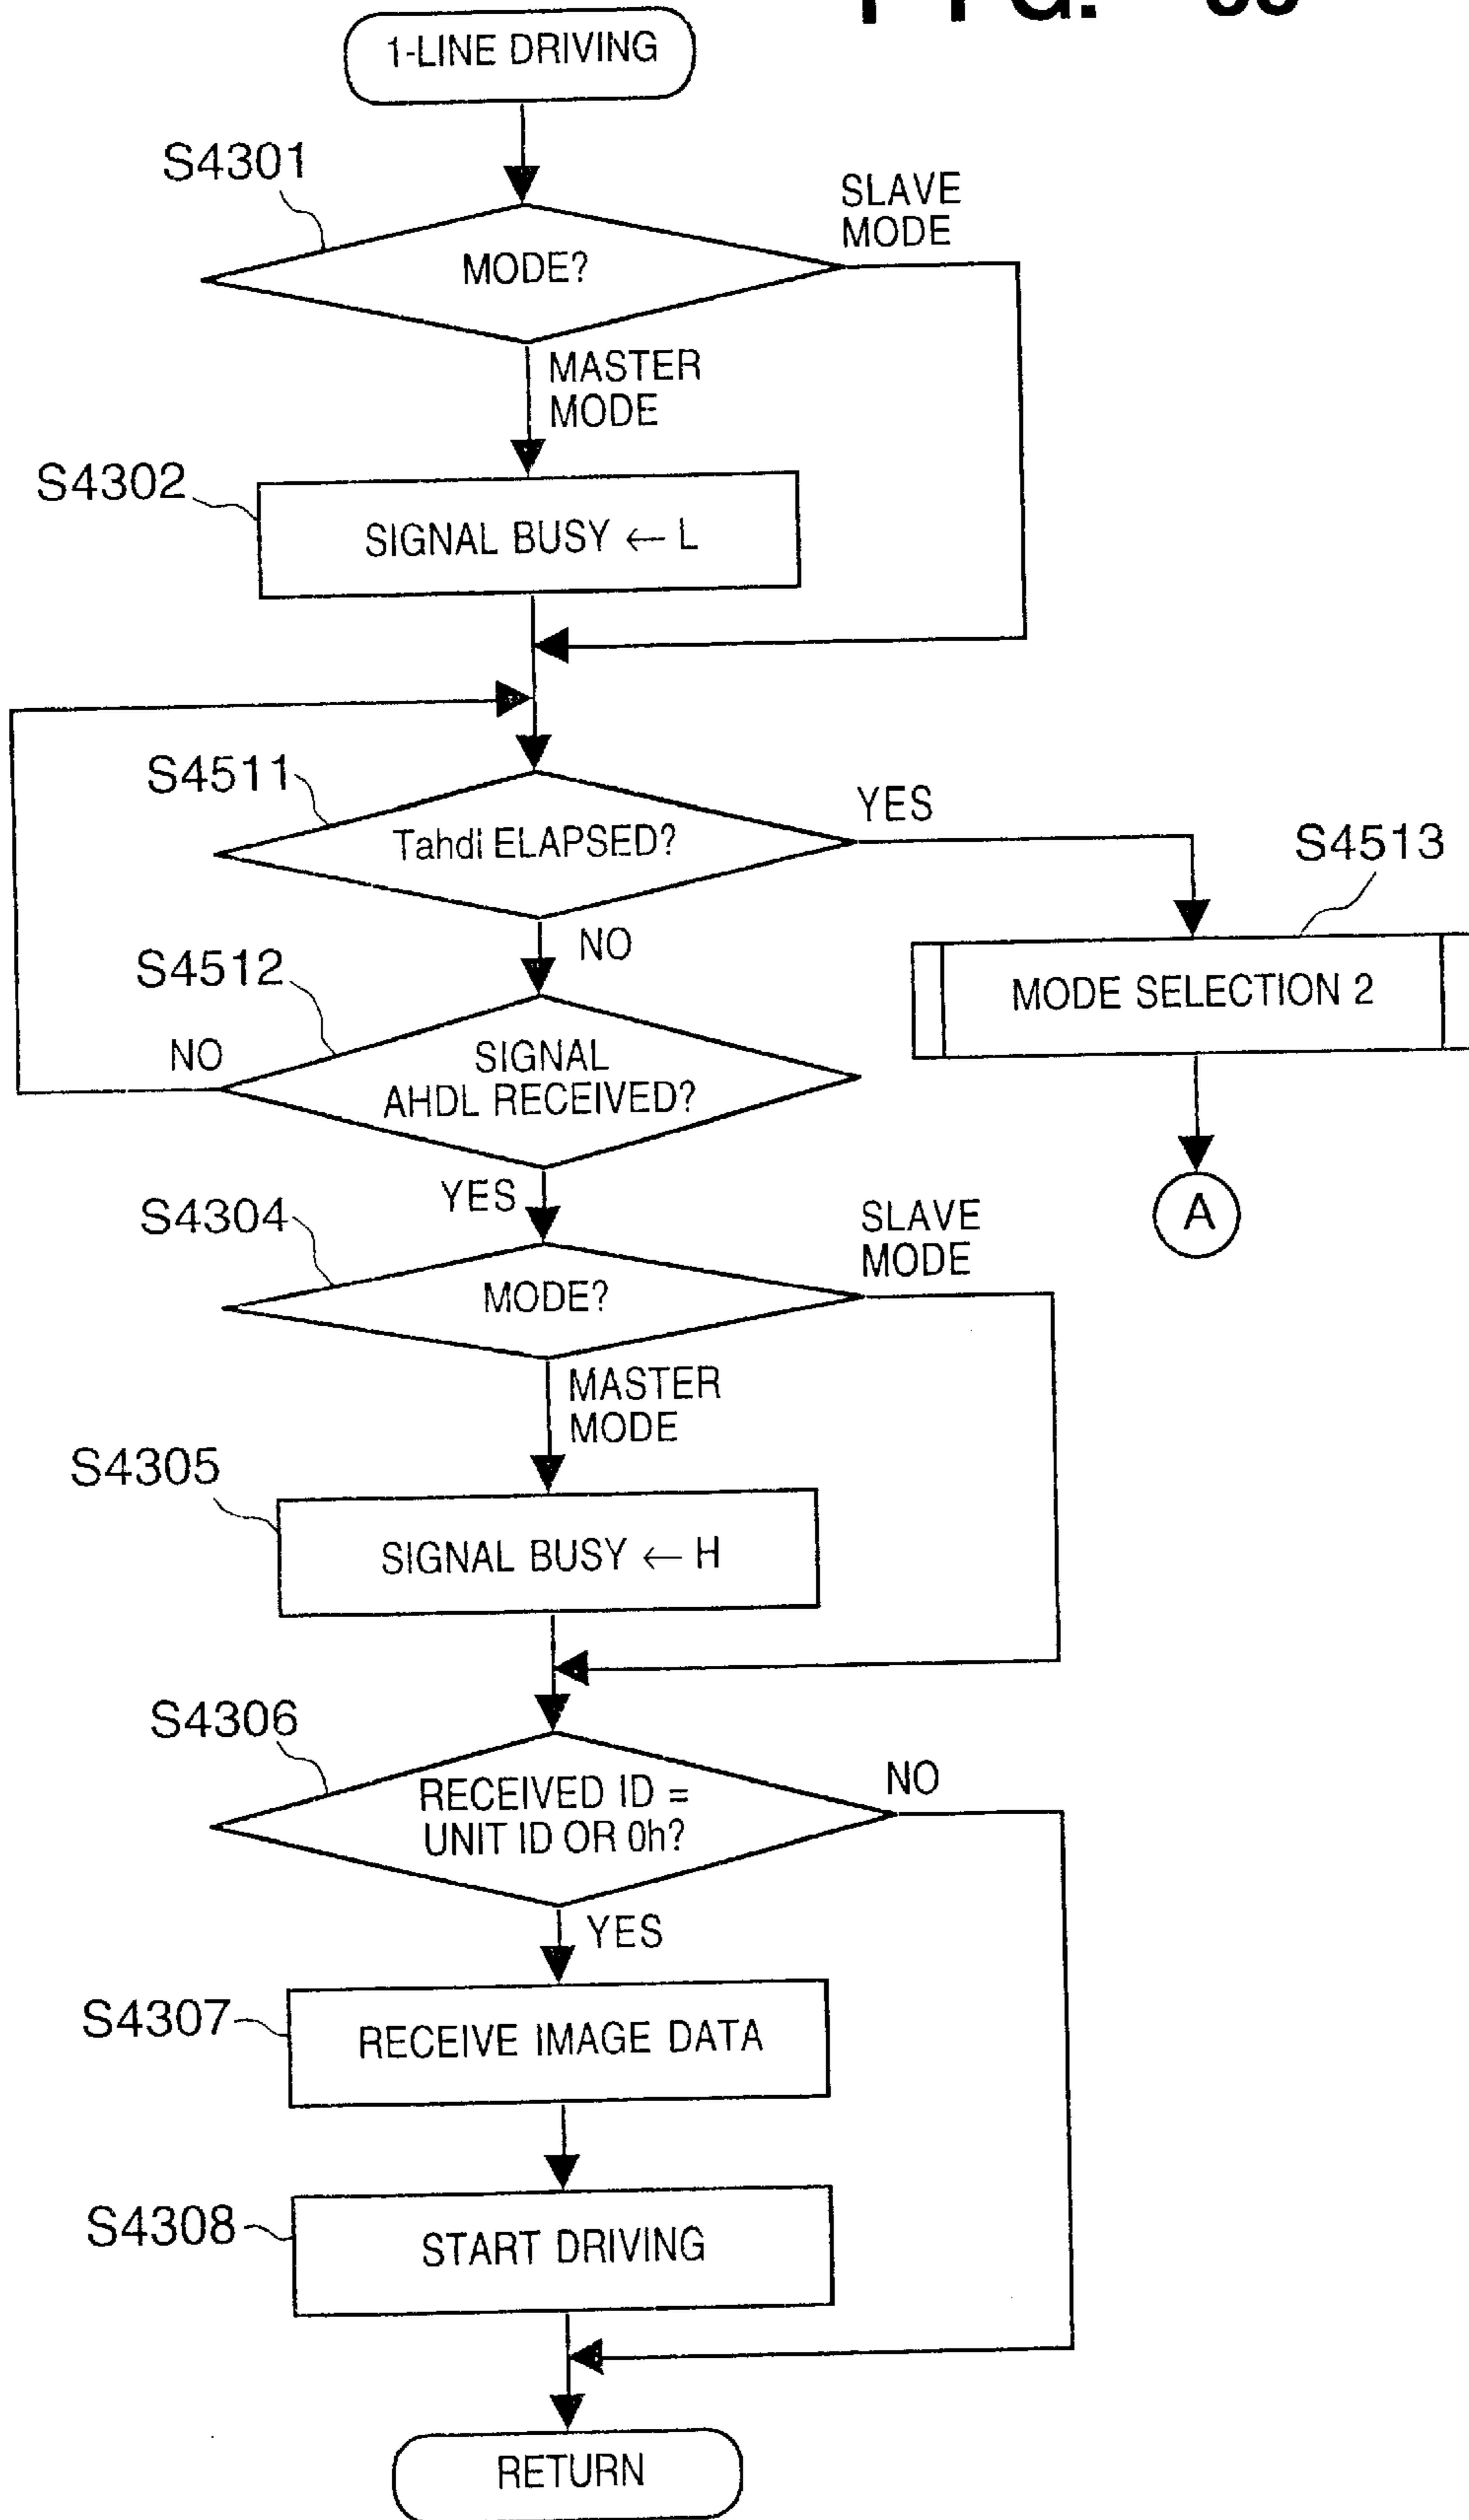 FIG.
1-LINE DRIVING
S4301
SLAVE
MODE
MODE?
MASTER
MODE
S4302
SIGNAL BUSY ← L
S4511
Tahdl ELAPSED?
YES
S4513
NO
MODE SELECTION 2
S4512
NO
SIGNAL
AHDL RECEIVED?
YES
A
S4304
SLAVE
MODE
MODE?
MASTER
MODE
S4305
SIGNAL BUSY ← H
S4306
RECEIVED ID =
UNIT ID OR 0h?
NO
YES
S4307
RECEIVE IMAGE DATA
S4308
START DRIVING
RETURN